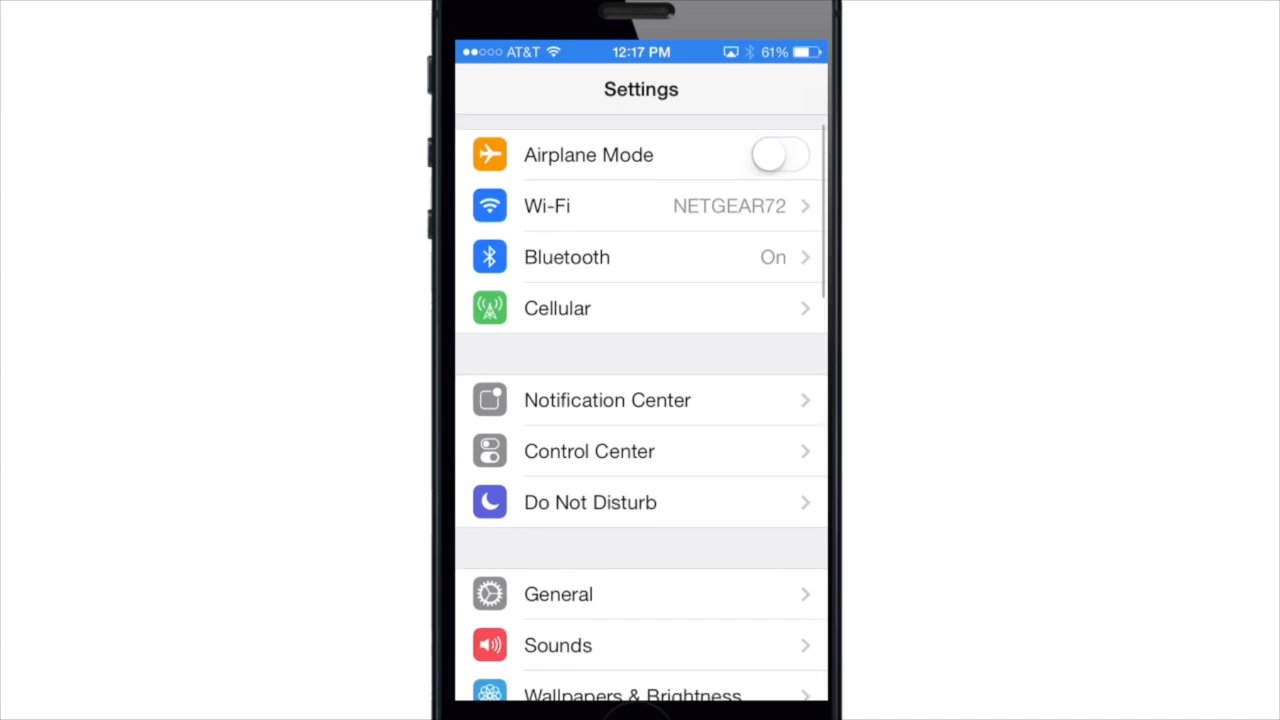 AT&T 12:17 PM 61%
Settings
Airplane Mode
Wi-Fi NETGEAR72
Bluetooth On
Cellular
Notification Center
Control Center
Do Not Disturb
General
Sounds
Wallpapers & Brightness